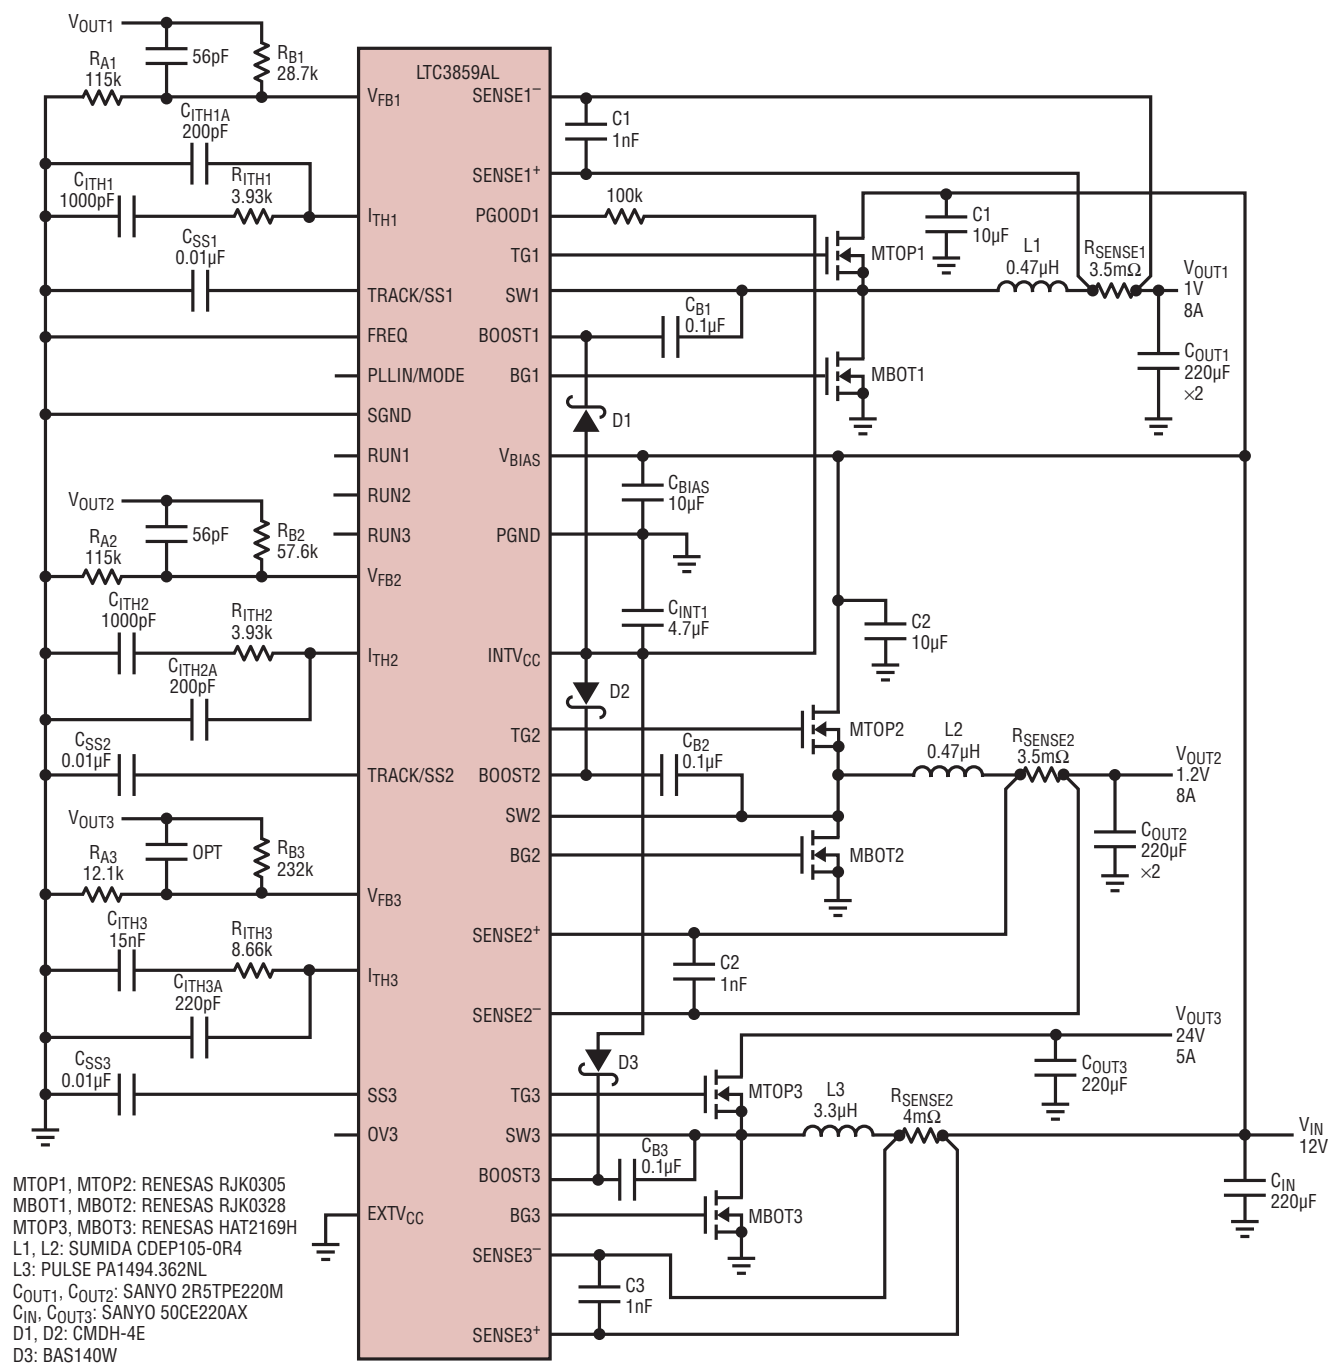 VOUT1
RA1
115k
56pF
RB1
28.7k
CITH1A
200pF
CITH1
1000pF
RITH1
3.93k
CSS1
0.01µF
VOUT2
RA2
115k
56pF
RB2
57.6k
CITH2
1000pF
RITH2
3.93k
CITH2A
200pF
CSS2
0.01µF
VOUT3
RA3
12.1k
OPT
RB3
232k
CITH3
15nF
RITH3
8.66k
CITH3A
220pF
CSS3
0.01µF
LTC3859AL
VFB1
ITH1
TRACK/SS1
FREQ
PLLIN/MODE
SGND
RUN1
RUN2
RUN3
VFB2
ITH2
TRACK/SS2
VFB3
ITH3
SS3
OV3
EXTVCC
SENSE1–
SENSE1+
PGOOD1
TG1
SW1
BOOST1
BG1
VBIAS
PGND
INTVCC
TG2
BOOST2
SW2
BG2
SENSE2+
SENSE2–
TG3
SW3
BOOST3
BG3
SENSE3–
SENSE3+
C1
1nF
100k
MTOP1
C1
10µF
L1
0.47µH
RSENSE1
3.5mΩ
VOUT1
1V
8A
CB1
0.1µF
MBOT1
COUT1
220µF
×2
D1
CBIAS
10µF
CINT1
4.7µF
C2
10µF
D2
MTOP2
L2
0.47µH
RSENSE2
3.5mΩ
VOUT2
1.2V
8A
CB2
0.1µF
MBOT2
COUT2
220µF
×2
C2
1nF
VOUT3
24V
5A
D3
MTOP3
COUT3
220µF
L3
3.3µH
RSENSE2
4mΩ
VIN
12V
CB3
0.1µF
MBOT3
CIN
220µF
C3
1nF
MTOP1, MTOP2: RENESAS RJK0305
MBOT1, MBOT2: RENESAS RJK0328
MTOP3, MBOT3: RENESAS HAT2169H
L1, L2: SUMIDA CDEP105-0R4
L3: PULSE PA1494.362NL
COUT1, COUT2: SANYO 2R5TPE220M
CIN, COUT3: SANYO 50CE220AX
D1, D2: CMDH-4E
D3: BAS140W